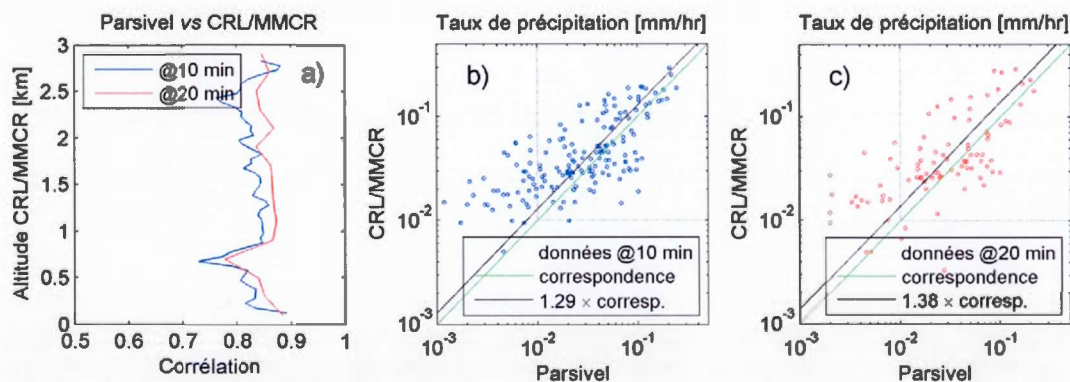 Parsivel vs CRL/MMCR
a)
@10 min
@20 min
3
2.5
2
1.5
1
0.5
0
Altitude CRL/MMCR [km]
0.5 0.6 0.7 0.8 0.9 1
Corrélation
Taux de précipitation [mm/hr]
b)
10^-1
10^-2
10^-3
CRL/MMCR
données @10 min
correspondence
1.29 × corresp.
10^-3 10^-2 10^-1
Parsivel
Taux de précipitation [mm/hr]
c)
10^-1
10^-2
10^-3
CRL/MMCR
données @20 min
correspondence
1.38 × corresp.
10^-3 10^-2 10^-1
Parsivel